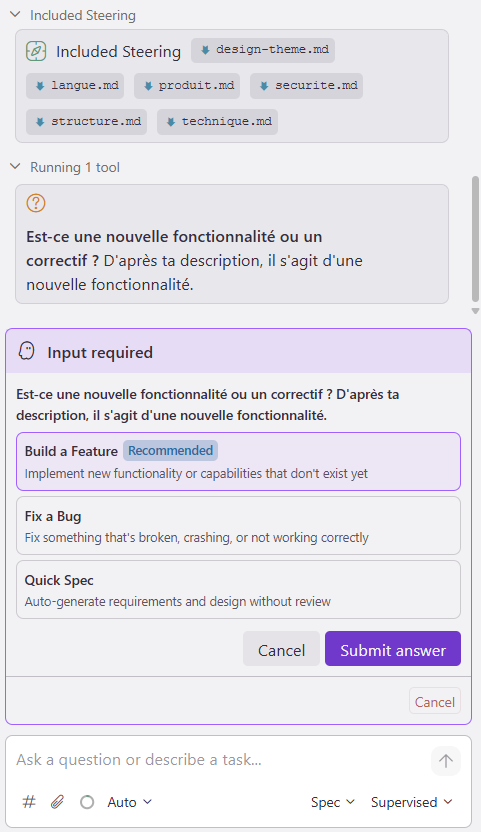 Included Steering
Included Steering design-theme.md
langue.md produit.md securite.md
structure.md technique.md
Running 1 tool
Est-ce une nouvelle fonctionnalité ou un
correctif ? D'après ta description, il s'agit d'une
nouvelle fonctionnalité.
Input required
Est-ce une nouvelle fonctionnalité ou un correctif ? D'après ta
description, il s'agit d'une nouvelle fonctionnalité.
Build a Feature Recommended
Implement new functionality or capabilities that don't exist yet
Fix a Bug
Fix something that's broken, crashing, or not working correctly
Quick Spec
Auto-generate requirements and design without review
Cancel Submit answer
Cancel
Ask a question or describe a task...
# Auto Spec Supervised